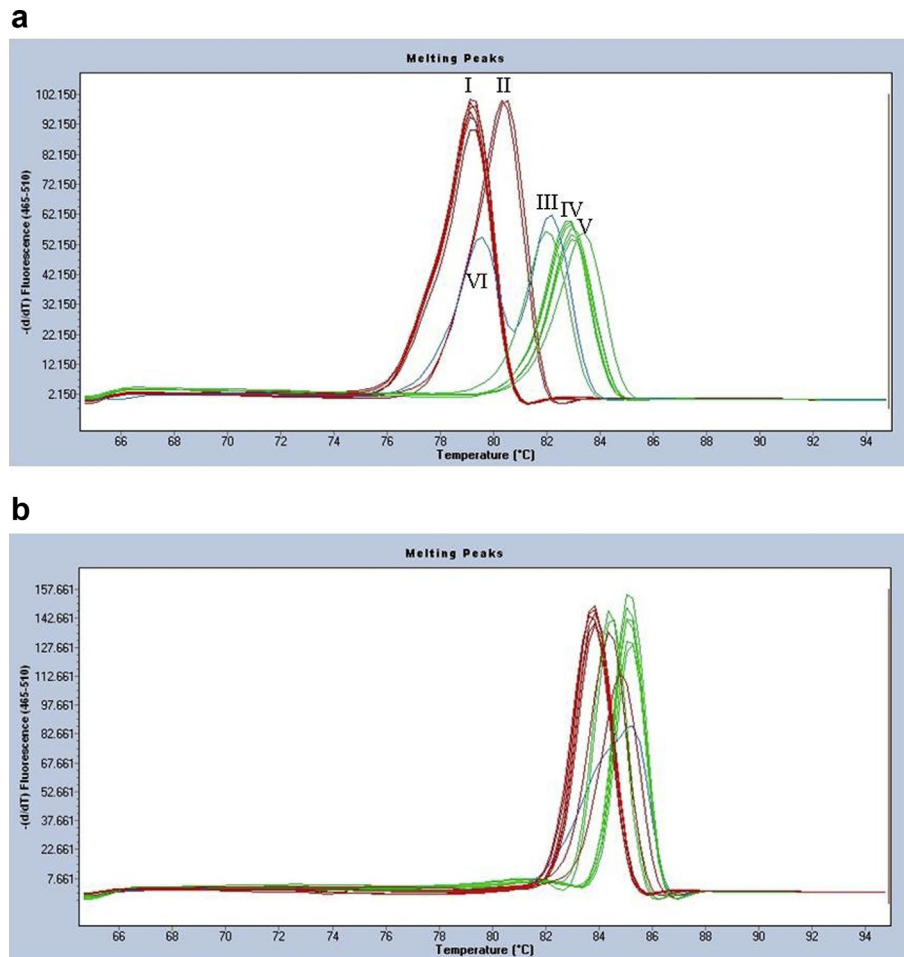 a
Melting Peaks
I II
III
IV
V
VI
102.150
92.150
82.150
72.150
62.150
52.150
42.150
32.150
22.150
12.150
2.150
-(d/dT) Fluorescence (465-510)
66 68 70 72 74 76 78 80 82 84 86 88 90 92 94
Temperature (°C)
b
Melting Peaks
157.661
142.661
127.661
112.661
97.661
82.661
67.661
52.661
37.661
22.661
7.661
-(d/dT) Fluorescence (465-510)
66 68 70 72 74 76 78 80 82 84 86 88 90 92 94
Temperature (°C)